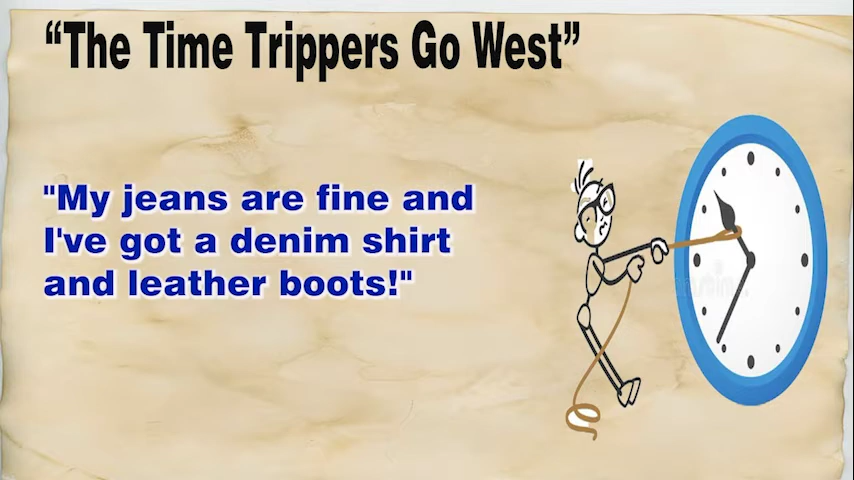 “The Time Trippers Go West”
"My jeans are fine and
I've got a denim shirt
and leather boots!"